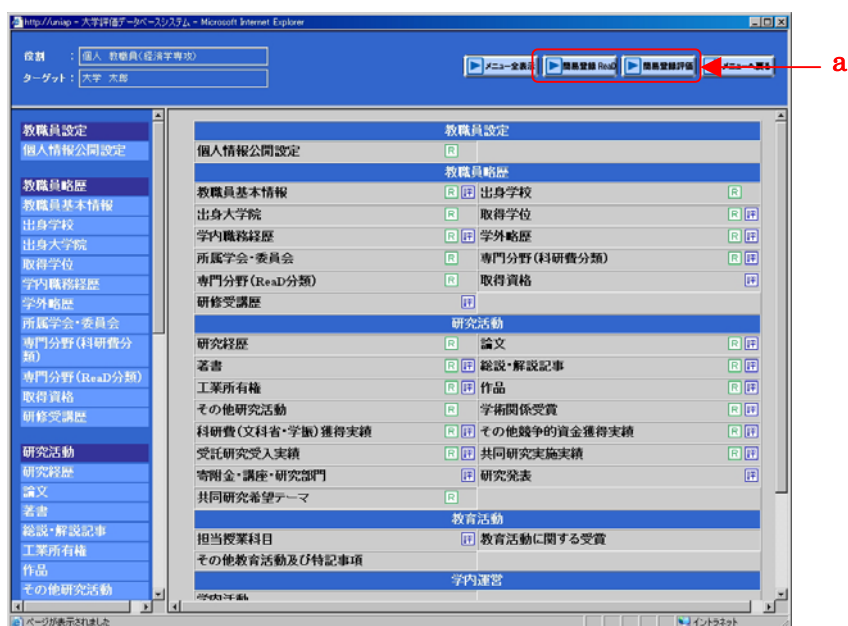 http://uniap - 大学評価データベースシステム - Microsoft Internet Explorer
役割 : 個人 教職員(経済学専攻)
ターゲット: 大学 太郎
メニュー全表示 簡易登録 ReaD 簡易登録評価 メニューへ戻る
a
教職員設定
個人情報公開設定
教職員略歴
教職員基本情報
出身学校
出身大学院
取得学位
学内職務経歴
学外略歴
所属学会・委員会
専門分野(科研費分
類)
専門分野(ReaD分類)
取得資格
研修受講歴
研究活動
研究経歴
論文
著書
総説・解説記事
工業所有権
作品
その他研究活動
教職員設定
個人情報公開設定 R
教職員略歴
教職員基本情報 R 評 出身学校 R
出身大学院 R 取得学位 R 評
学内職務経歴 R 評 学外略歴 R 評
所属学会・委員会 R 専門分野(科研費分類) R 評
専門分野(ReaD分類) R 取得資格 評
研修受講歴 評
研究活動
研究経歴 R 論文 R 評
著書 R 評 総説・解説記事 R 評
工業所有権 R 評 作品 R 評
その他研究活動 R 学術関係受賞 R 評
科研費(文科省・学振)獲得実績 R 評 その他競争的資金獲得実績 R 評
受託研究受入実績 R 評 共同研究実施実績 R 評
寄附金・講座・研究部門 評 研究発表 評
共同研究希望テーマ R
教育活動
担当授業科目 評 教育活動に関する受賞
その他教育活動及び特記事項
学内運営
学内活動
ページが表示されました イントラネット